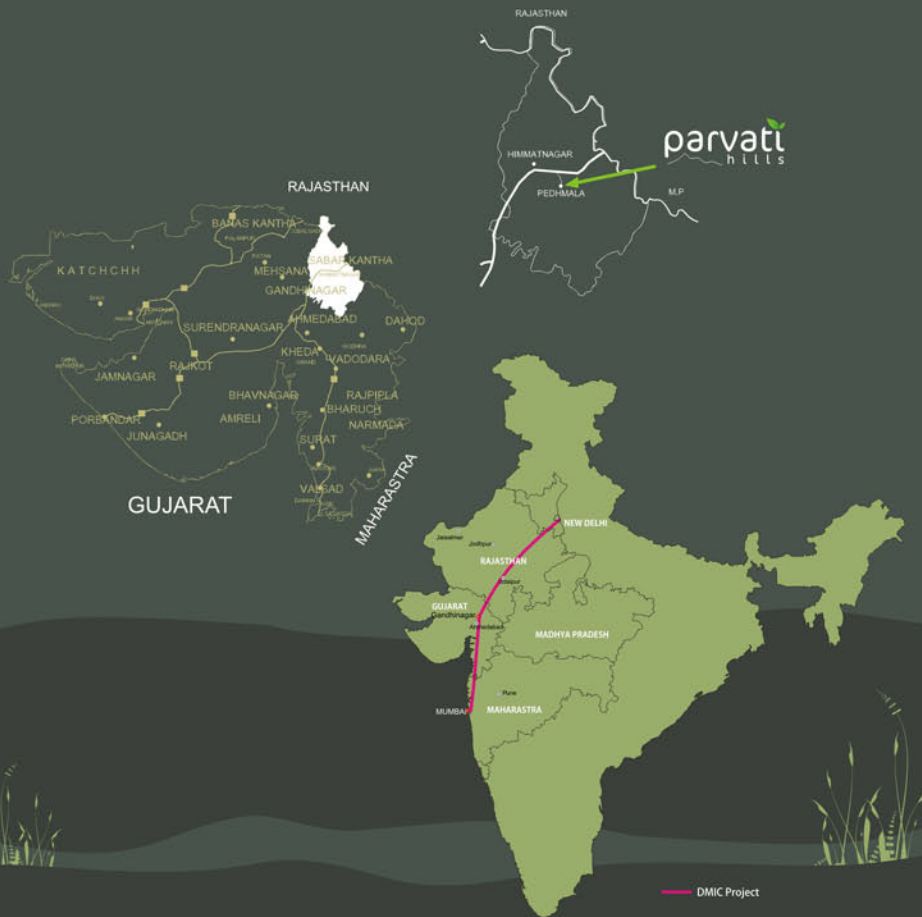 RAJASTHAN
parvati
hills
HIMMATNAGAR
PEDHMALA
M.P
RAJASTHAN
BANAS KANTHA
SABAR KANTHA
KATCHCHH
MEHSANA
GANDHINAGAR
AHMEDABAD
DAHOD
SURENDRANAGAR
KHEDA
VADODARA
RAJKOT
JAMNAGAR
BHAVNAGAR
RAJPIPLA
AMRELI
BHARUCH
PORBANDAR
JUNAGADH
NARMADA
SURAT
VALSAD
GUJARAT
MAHARASTRA
NEW DELHI
Jaisalmer
Jodhpur
RAJASTHAN
GUJARAT
Gandhinagar
Ahmedabad
MADHYA PRADESH
Pune
MUMBAI
MAHARASTRA
DMIC Project